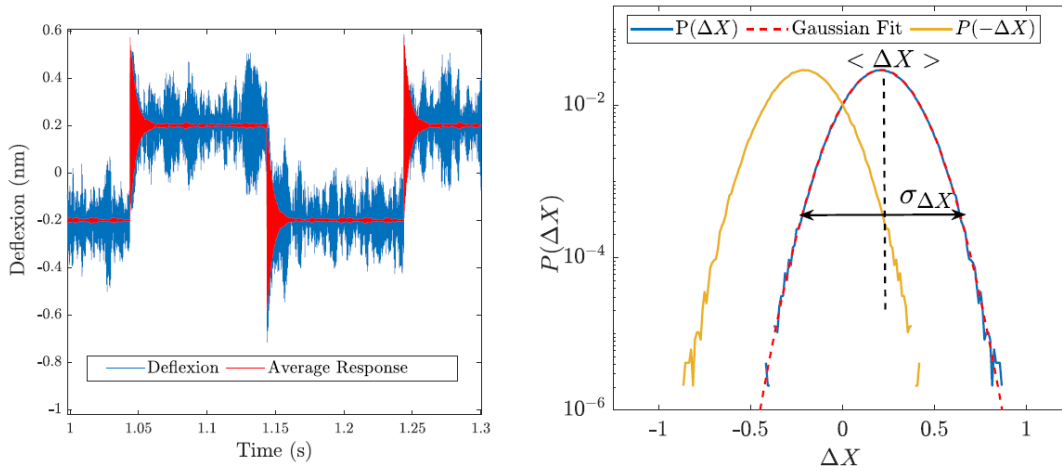 0.6
0.4
0.2
0
-0.2
-0.4
-0.6
-0.8
-1
Deflexion (nm)
Deflexion Average Response
1 1.05 1.1 1.15 1.2 1.25 1.3
Time (s)
P(ΔX) Gaussian Fit P(-ΔX)
< ΔX >
σ_ΔX
10⁻²
10⁻⁴
10⁻⁶
P(ΔX)
-1 -0.5 0 0.5 1
ΔX